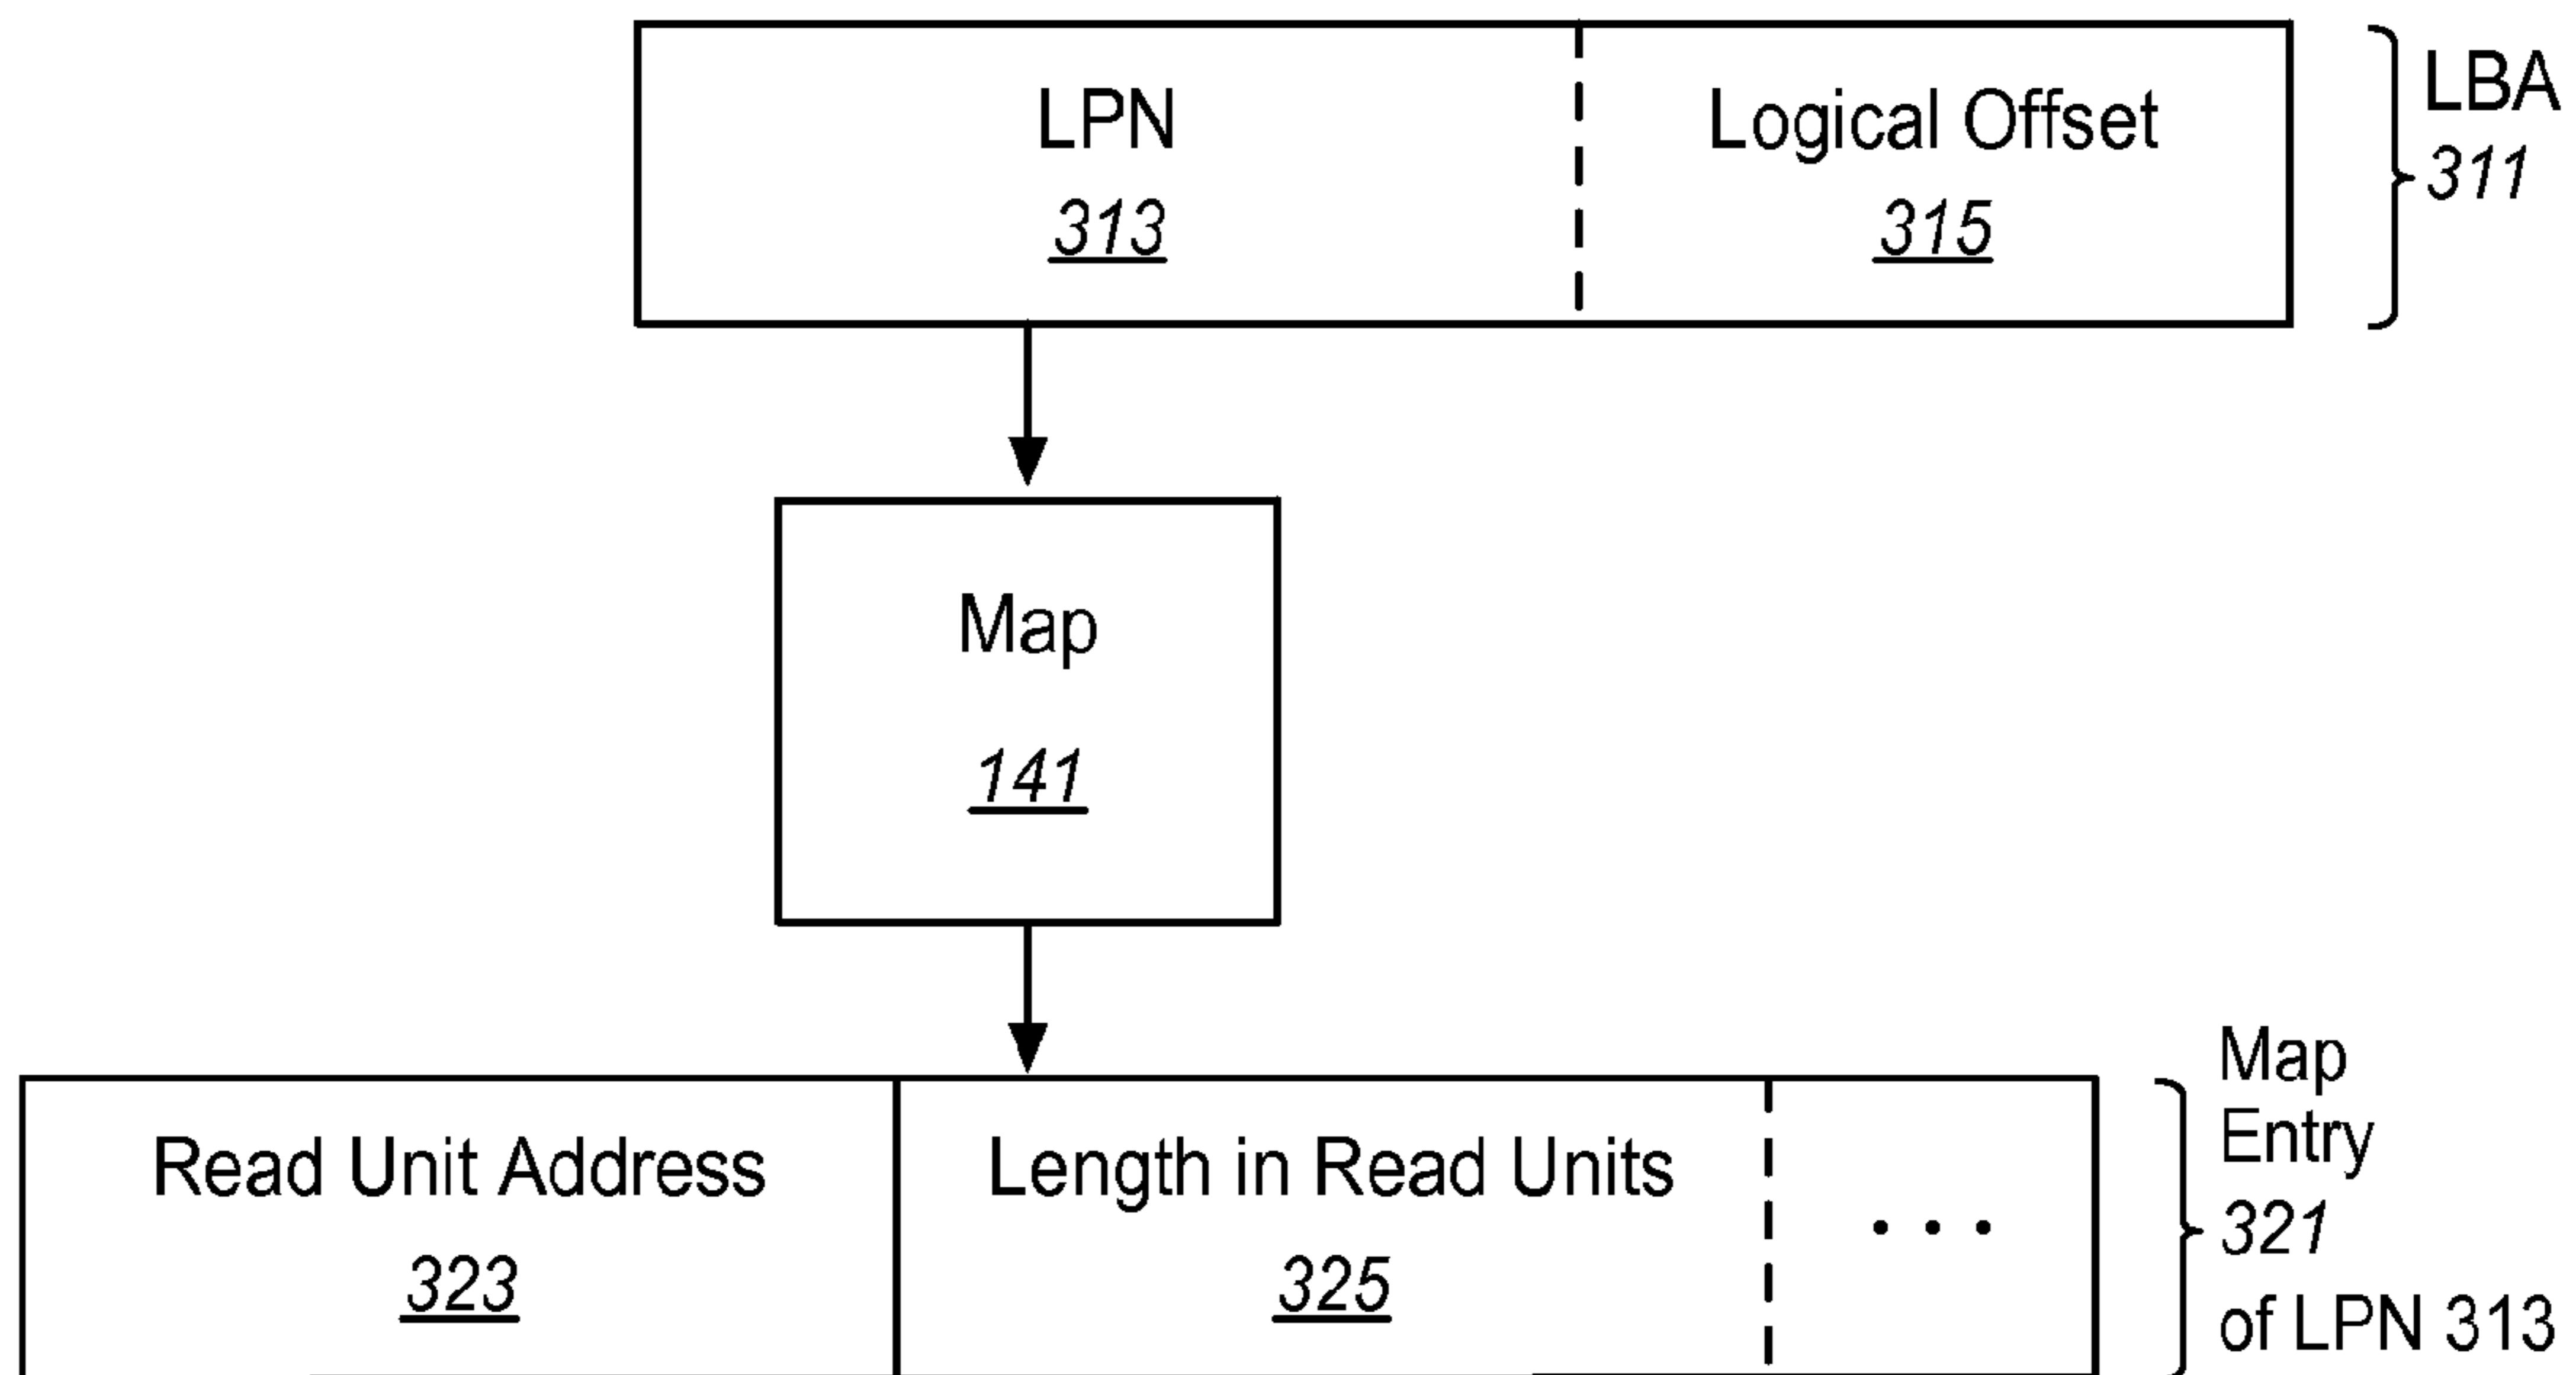 LPN
313
Logical Offset
315
LBA
311
Map
141
Read Unit Address
323
Length in Read Units
325
. . .
Map
Entry
321
of LPN 313